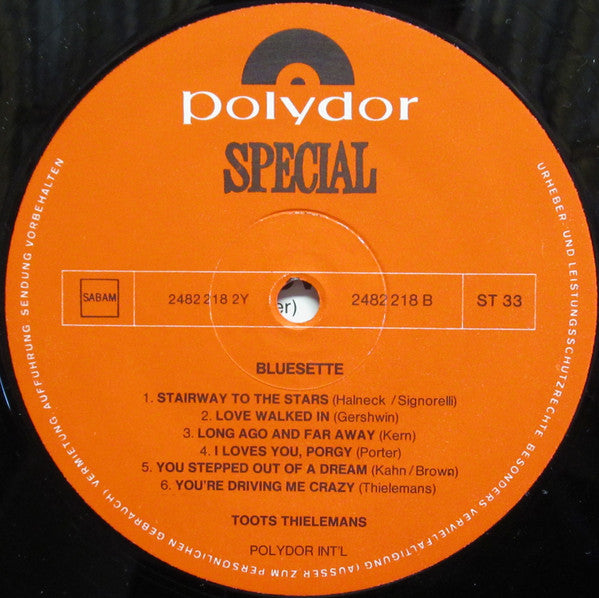 polydor
SPECIAL
SABAM
2482 218 2Y
er)
2482 218 B
ST 33
BLUESETTE
1. STAIRWAY TO THE STARS (Halneck / Signorelli)
2. LOVE WALKED IN (Gershwin)
3. LONG AGO AND FAR AWAY (Kern)
4. I LOVES YOU, PORGY (Porter)
5. YOU STEPPED OUT OF A DREAM (Kahn / Brown)
6. YOU'RE DRIVING ME CRAZY (Thielemans)
TOOTS THIELEMANS
POLYDOR INT'L
URHEBER- UND LEISTUNGSSCHUTZRECHTE BESONDERS VERVIELFÄLTIGUNG (AUSSER ZUM PERSÖNLICHEN GEBRAUCH) VERMIETUNG AUFFÜHRUNG SENDUNG VORBEHALTEN